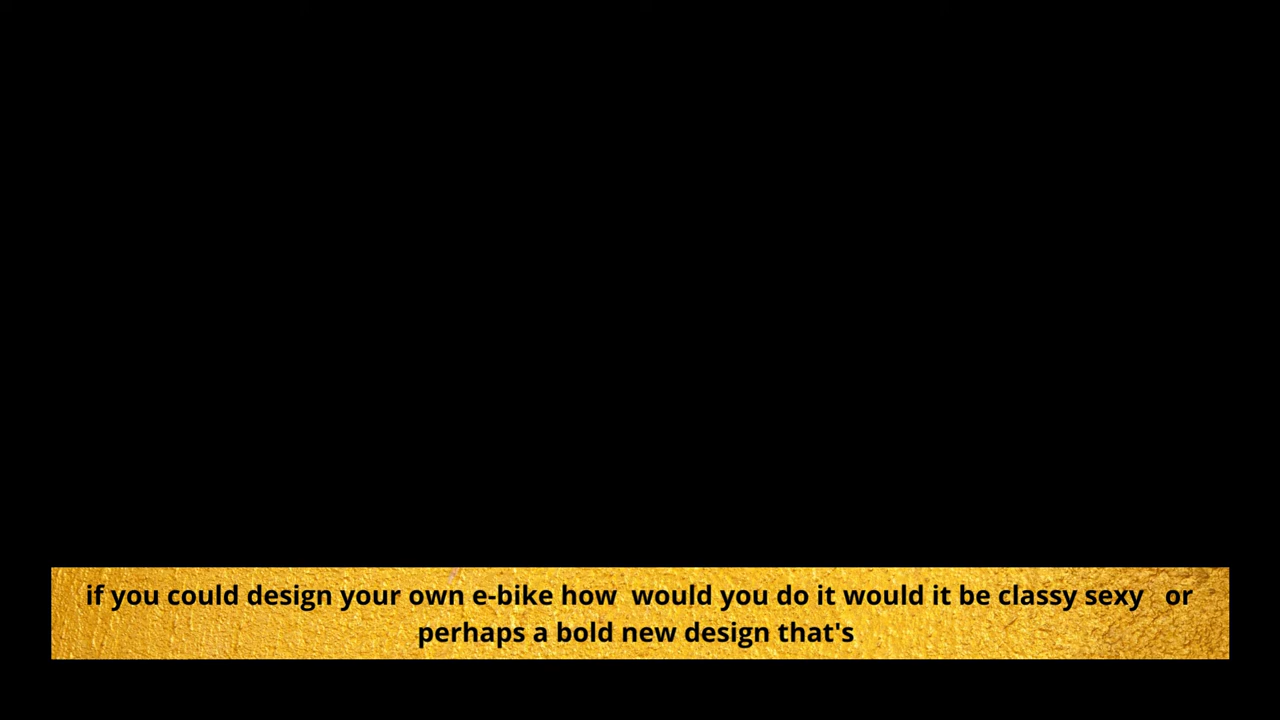 if you could design your own e-bike how  would you do it would it be classy sexy   or
perhaps a bold new design that's